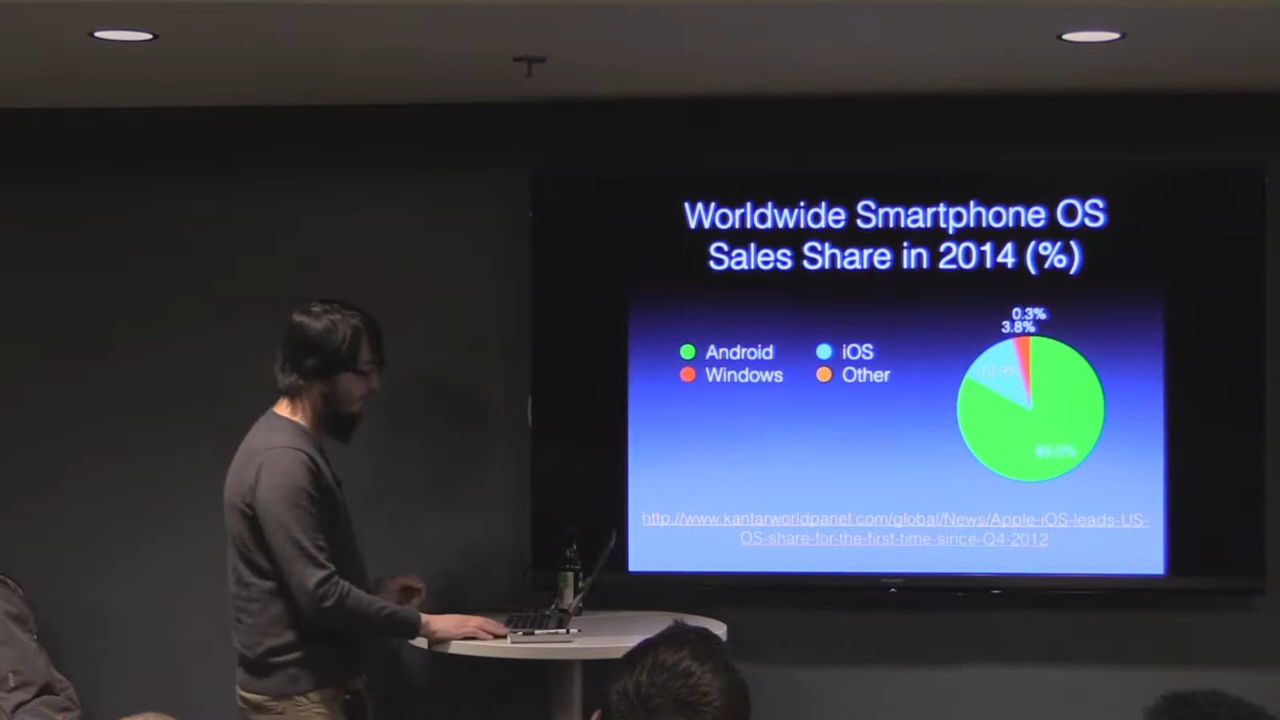 Worldwide Smartphone OS
Sales Share in 2014 (%)
0.3%
3.8%
Android
iOS
Windows
Other
http://www.kantarworldpanel.com/global/News/Apple-iOS-leads-US-
OS-share-for-the-first-time-since-Q4-2012